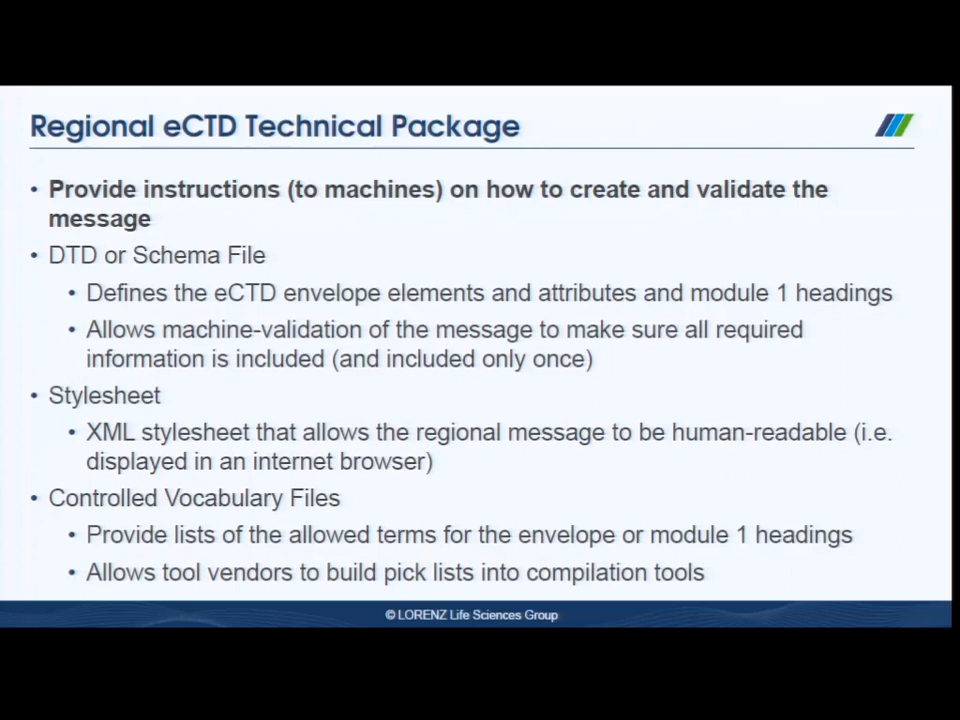 Regional eCTD Technical Package
• Provide instructions (to machines) on how to create and validate the
message
• DTD or Schema File
• Defines the eCTD envelope elements and attributes and module 1 headings
• Allows machine-validation of the message to make sure all required
information is included (and included only once)
• Stylesheet
• XML stylesheet that allows the regional message to be human-readable (i.e.
displayed in an internet browser)
• Controlled Vocabulary Files
• Provide lists of the allowed terms for the envelope or module 1 headings
• Allows tool vendors to build pick lists into compilation tools
© LORENZ Life Sciences Group